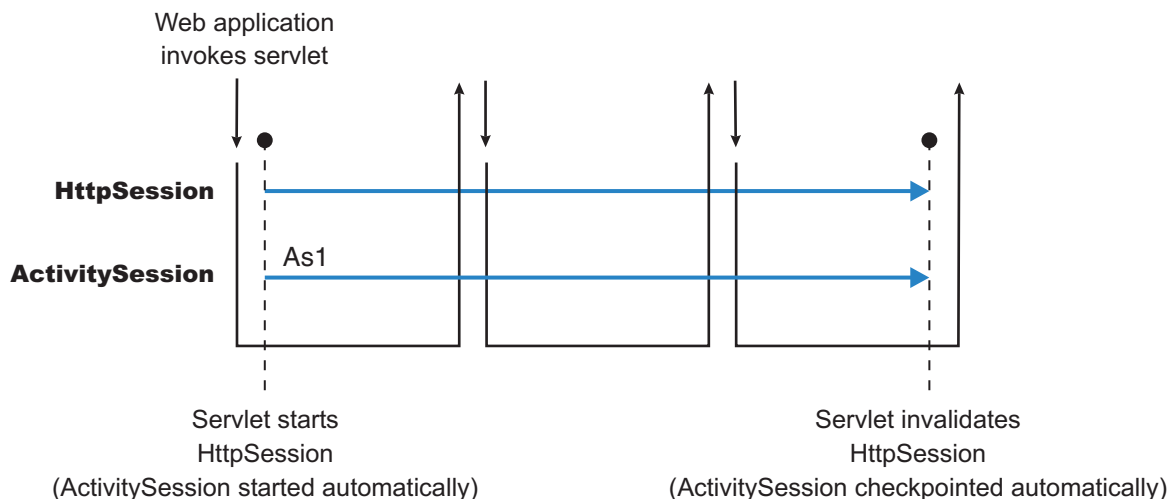 Web application
invokes servlet
HttpSession
As1
ActivitySession
Servlet starts
HttpSession
(ActivitySession started automatically)
Servlet invalidates
HttpSession
(ActivitySession checkpointed automatically)